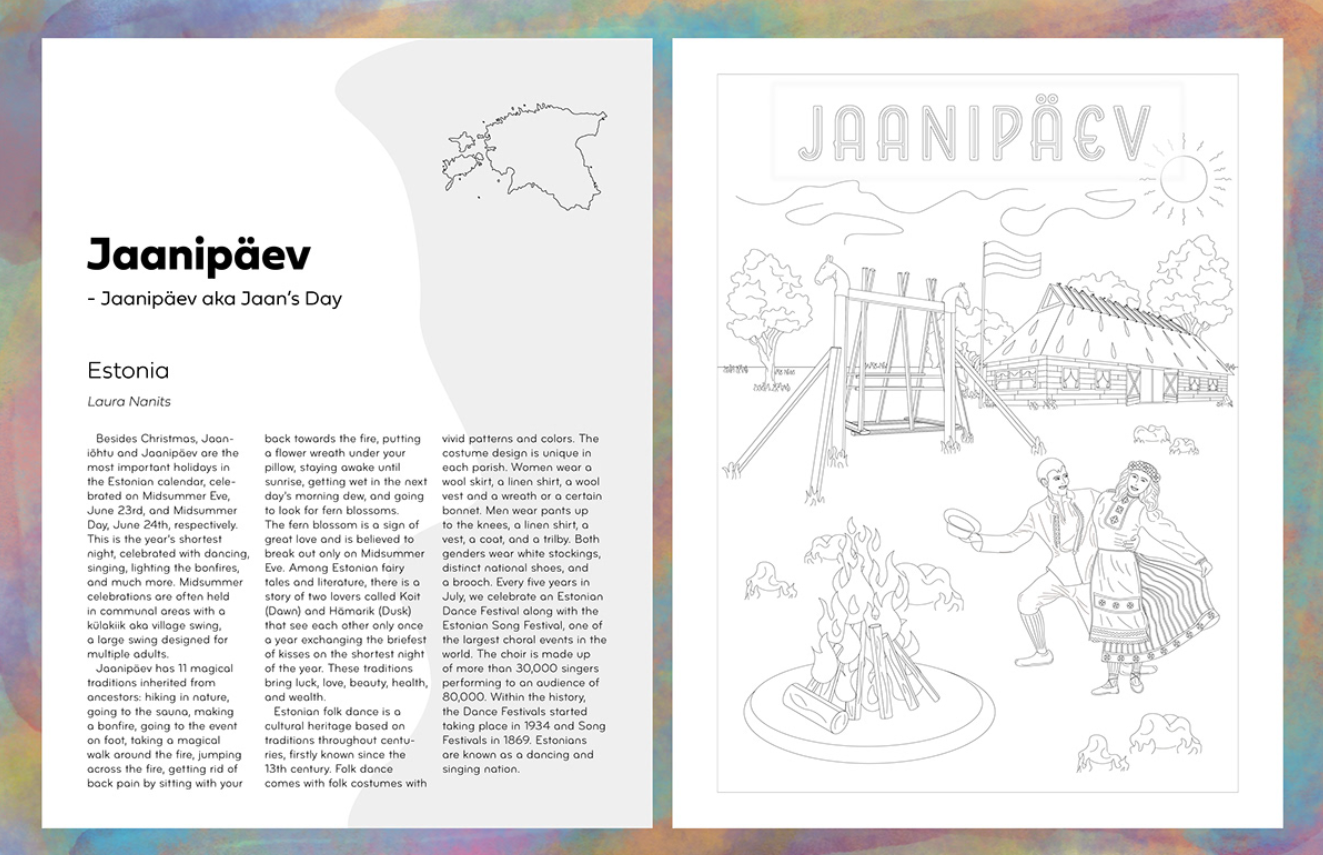 Jaanipäev
- Jaanipäev aka Jaan's Day
Estonia
Laura Nanits
Besides Christmas, Jaan-
iõhtu and Jaanipäev are the
most important holidays in
the Estonian calendar, cele-
brated on Midsummer Eve,
June 23rd, and Midsummer
Day, June 24th, respectively.
This is the year's shortest
night, celebrated with dancing,
singing, lighting the bonfires,
and much more. Midsummer
celebrations are often held
in communal areas with a
külakiik aka village swing,
a large swing designed for
multiple adults.
Jaanipäev has 11 magical
traditions inherited from
ancestors: hiking in nature,
going to the sauna, making
a bonfire, going to the event
on foot, taking a magical
walk around the fire, jumping
across the fire, getting rid of
back pain by sitting with your
back towards the fire, putting
a flower wreath under your
pillow, staying awake until
sunrise, getting wet in the next
day's morning dew, and going
to look for fern blossoms.
The fern blossom is a sign of
great love and is believed to
break out only on Midsummer
Eve. Among Estonian fairy
tales and literature, there is a
story of two lovers called Koit
(Dawn) and Hämarik (Dusk)
that see each other only once
a year exchanging the briefest
of kisses on the shortest night
of the year. These traditions
bring luck, love, beauty, health,
and wealth.
Estonian folk dance is a
cultural heritage based on
traditions throughout centu-
ries, firstly known since the
13th century. Folk dance
comes with folk costumes with
vivid patterns and colors. The
costume design is unique in
each parish. Women wear a
wool skirt, a linen shirt, a wool
vest and a wreath or a certain
bonnet. Men wear pants up
to the knees, a linen shirt, a
vest, a coat, and a trilby. Both
genders wear white stockings,
distinct national shoes, and
a brooch. Every five years in
July, we celebrate an Estonian
Dance Festival along with the
Estonian Song Festival, one of
the largest choral events in the
world. The choir is made up
of more than 30,000 singers
performing to an audience of
80,000. Within the history,
the Dance Festivals started
taking place in 1934 and Song
Festivals in 1869. Estonians
are known as a dancing and
singing nation.
JAANIPÄEV